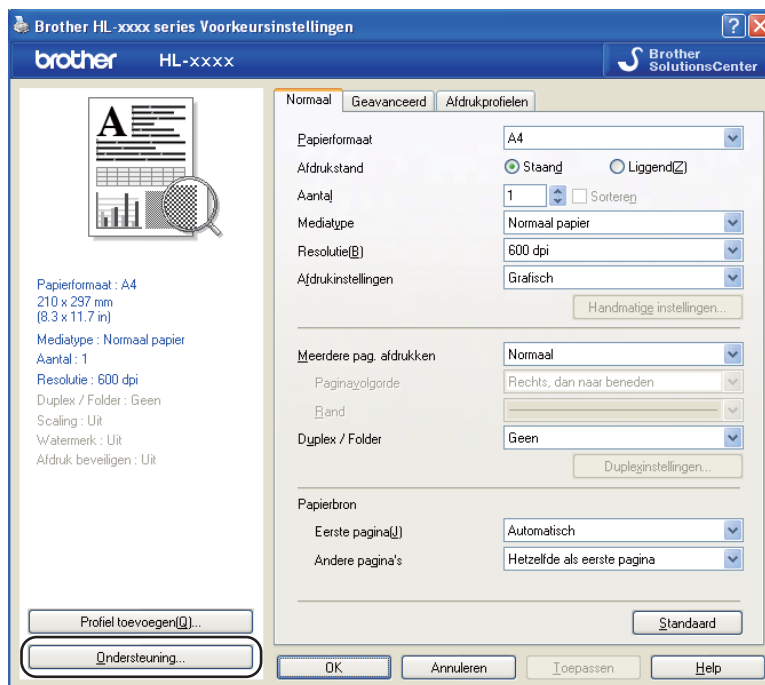 Brother HL-xxxx series Voorkeursinstellingen
brother HL-xxxx
Brother
SolutionsCenter
A
Papierformaat : A4
210 x 297 mm
(8.3 x 11.7 in)
Mediatype : Normaal papier
Aantal : 1
Resolutie : 600 dpi
Duplex / Folder : Geen
Scaling : Uit
Watermerk : Uit
Afdruk beveiligen : Uit
Profiel toevoegen(Q)...
Ondersteuning...
Normaal Geavanceerd Afdrukprofielen
Papierformaat A4
Afdrukstand Staand Liggend(Z)
Aantal 1 Sorteren
Mediatype Normaal papier
Resolutie(B) 600 dpi
Afdrukinstellingen Grafisch
Handmatige instellingen...
Meerdere pag. afdrukken Normaal
Paginavolgorde Rechts, dan naar beneden
Rand
Duplex / Folder Geen
Duplexinstellingen...
Papierbron
Eerste pagina(J) Automatisch
Andere pagina's Hetzelfde als eerste pagina
Standaard
OK Annuleren Toepassen Help